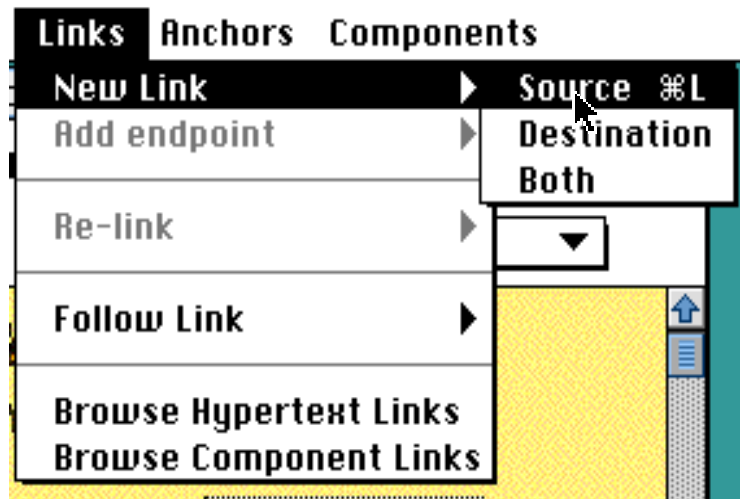 Links Anchors Components
New Link Source ⌘L
Add endpoint Destination
Both
Re-link
Follow Link
Browse Hypertext Links
Browse Component Links